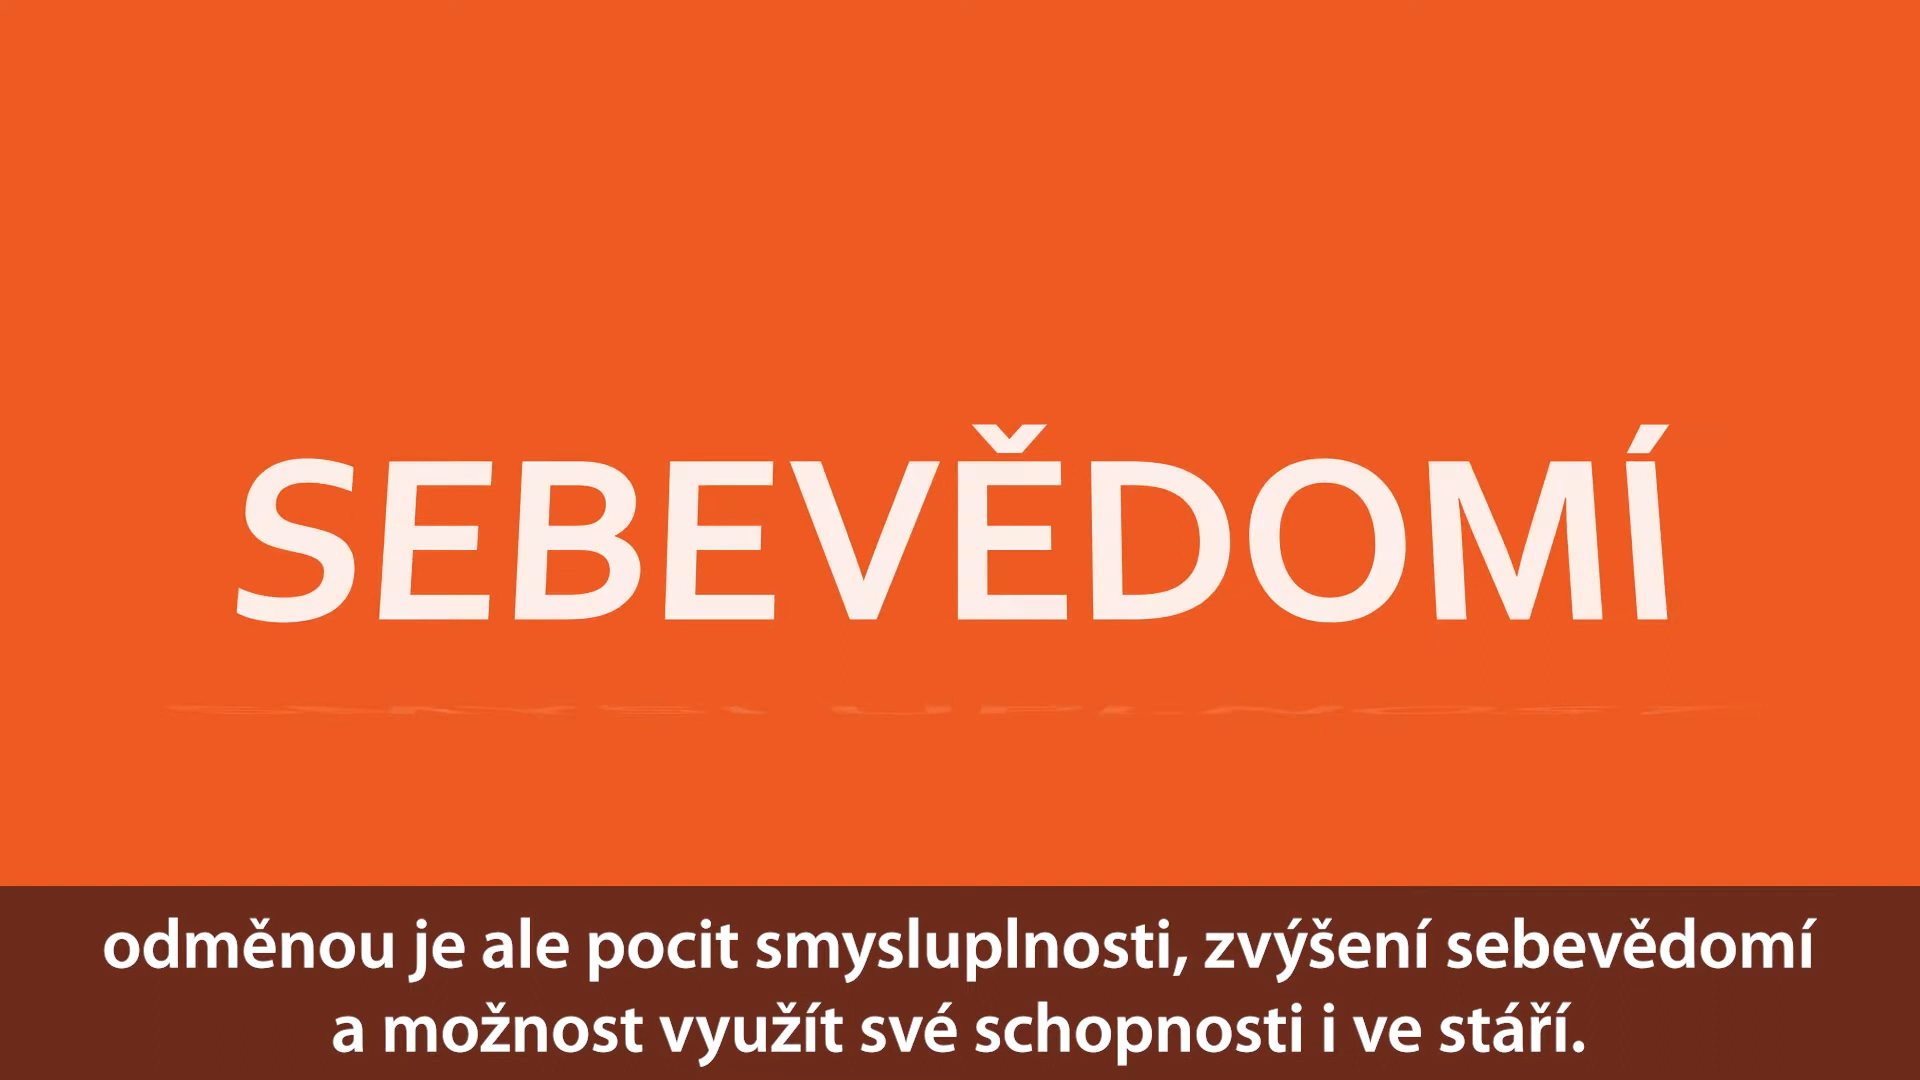 SEBEVĚDOMÍ
odměnou je ale pocit smysluplnosti, zvýšení sebevědomí
a možnost využít své schopnosti i ve stáří.